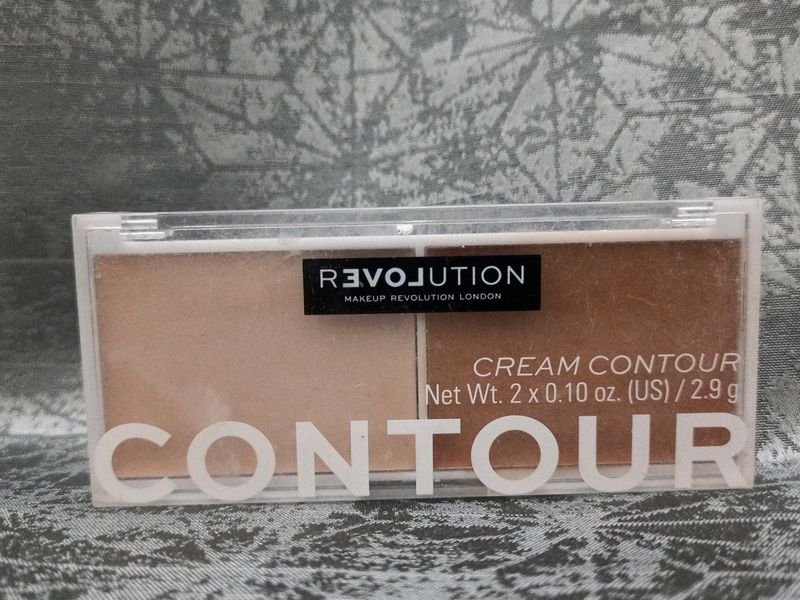 REVOLUTION
MAKEUP REVOLUTION LONDON
CREAM CONTOUR
Net Wt. 2 x 0.10 oz. (US) / 2.9 g
CONTOUR